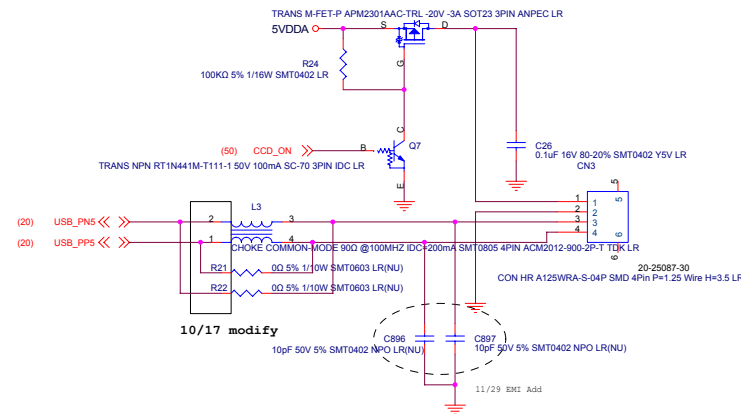 TRANS M-FET-P APM2301AAC-TRL -20V -3A SOT23 3PIN ANPEC LR
5VDDA
S
D
G
R24
100KΩ 5% 1/16W SMT0402 LR
C
(50) CCD_ON
B
Q7
TRANS NPN RT1N441M-T111-1 50V 100mA SC-70 3PIN IDC LR
E
C26
0.1uF 16V 80-20% SMT0402 Y5V LR
CN3
5
1 1
2 2
3 3
4 4
5
6
6
20-25087-30
CON HR A125WRA-S-04P SMD 4Pin P=1.25 Wire H=3.5 LR
L3
(20) USB_PN5
2 3
(20) USB_PP5
1 4
CHOKE COMMON-MODE 90Ω @100MHZ IDC=200mA SMT0805 4PIN ACM2012-900-2P-T TDK LR
R21 0Ω 5% 1/10W SMT0603 LR(NU)
R22 0Ω 5% 1/10W SMT0603 LR(NU)
10/17 modify
C896
10pF 50V 5% SMT0402 NPO LR(NU)
C897
10pF 50V 5% SMT0402 NPO LR(NU)
11/29 EMI Add